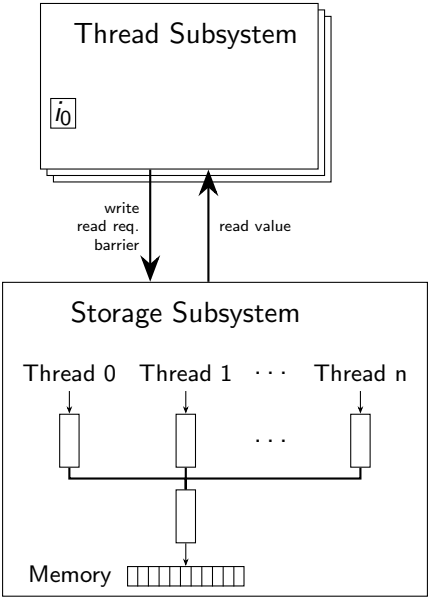 Thread Subsystem
i0
write
read req.
barrier
read value
Storage Subsystem
Thread 0 Thread 1 ··· Thread n
···
Memory